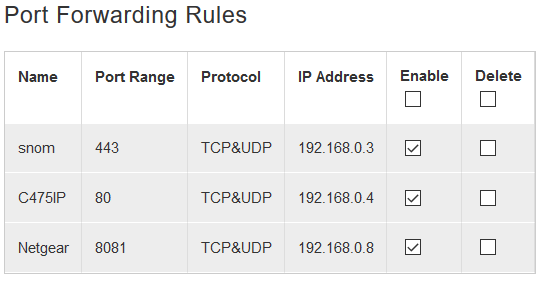 Port Forwarding Rules
Name Port Range Protocol IP Address Enable Delete
snom 443 TCP&UDP 192.168.0.3
C475IP 80 TCP&UDP 192.168.0.4
Netgear 8081 TCP&UDP 192.168.0.8